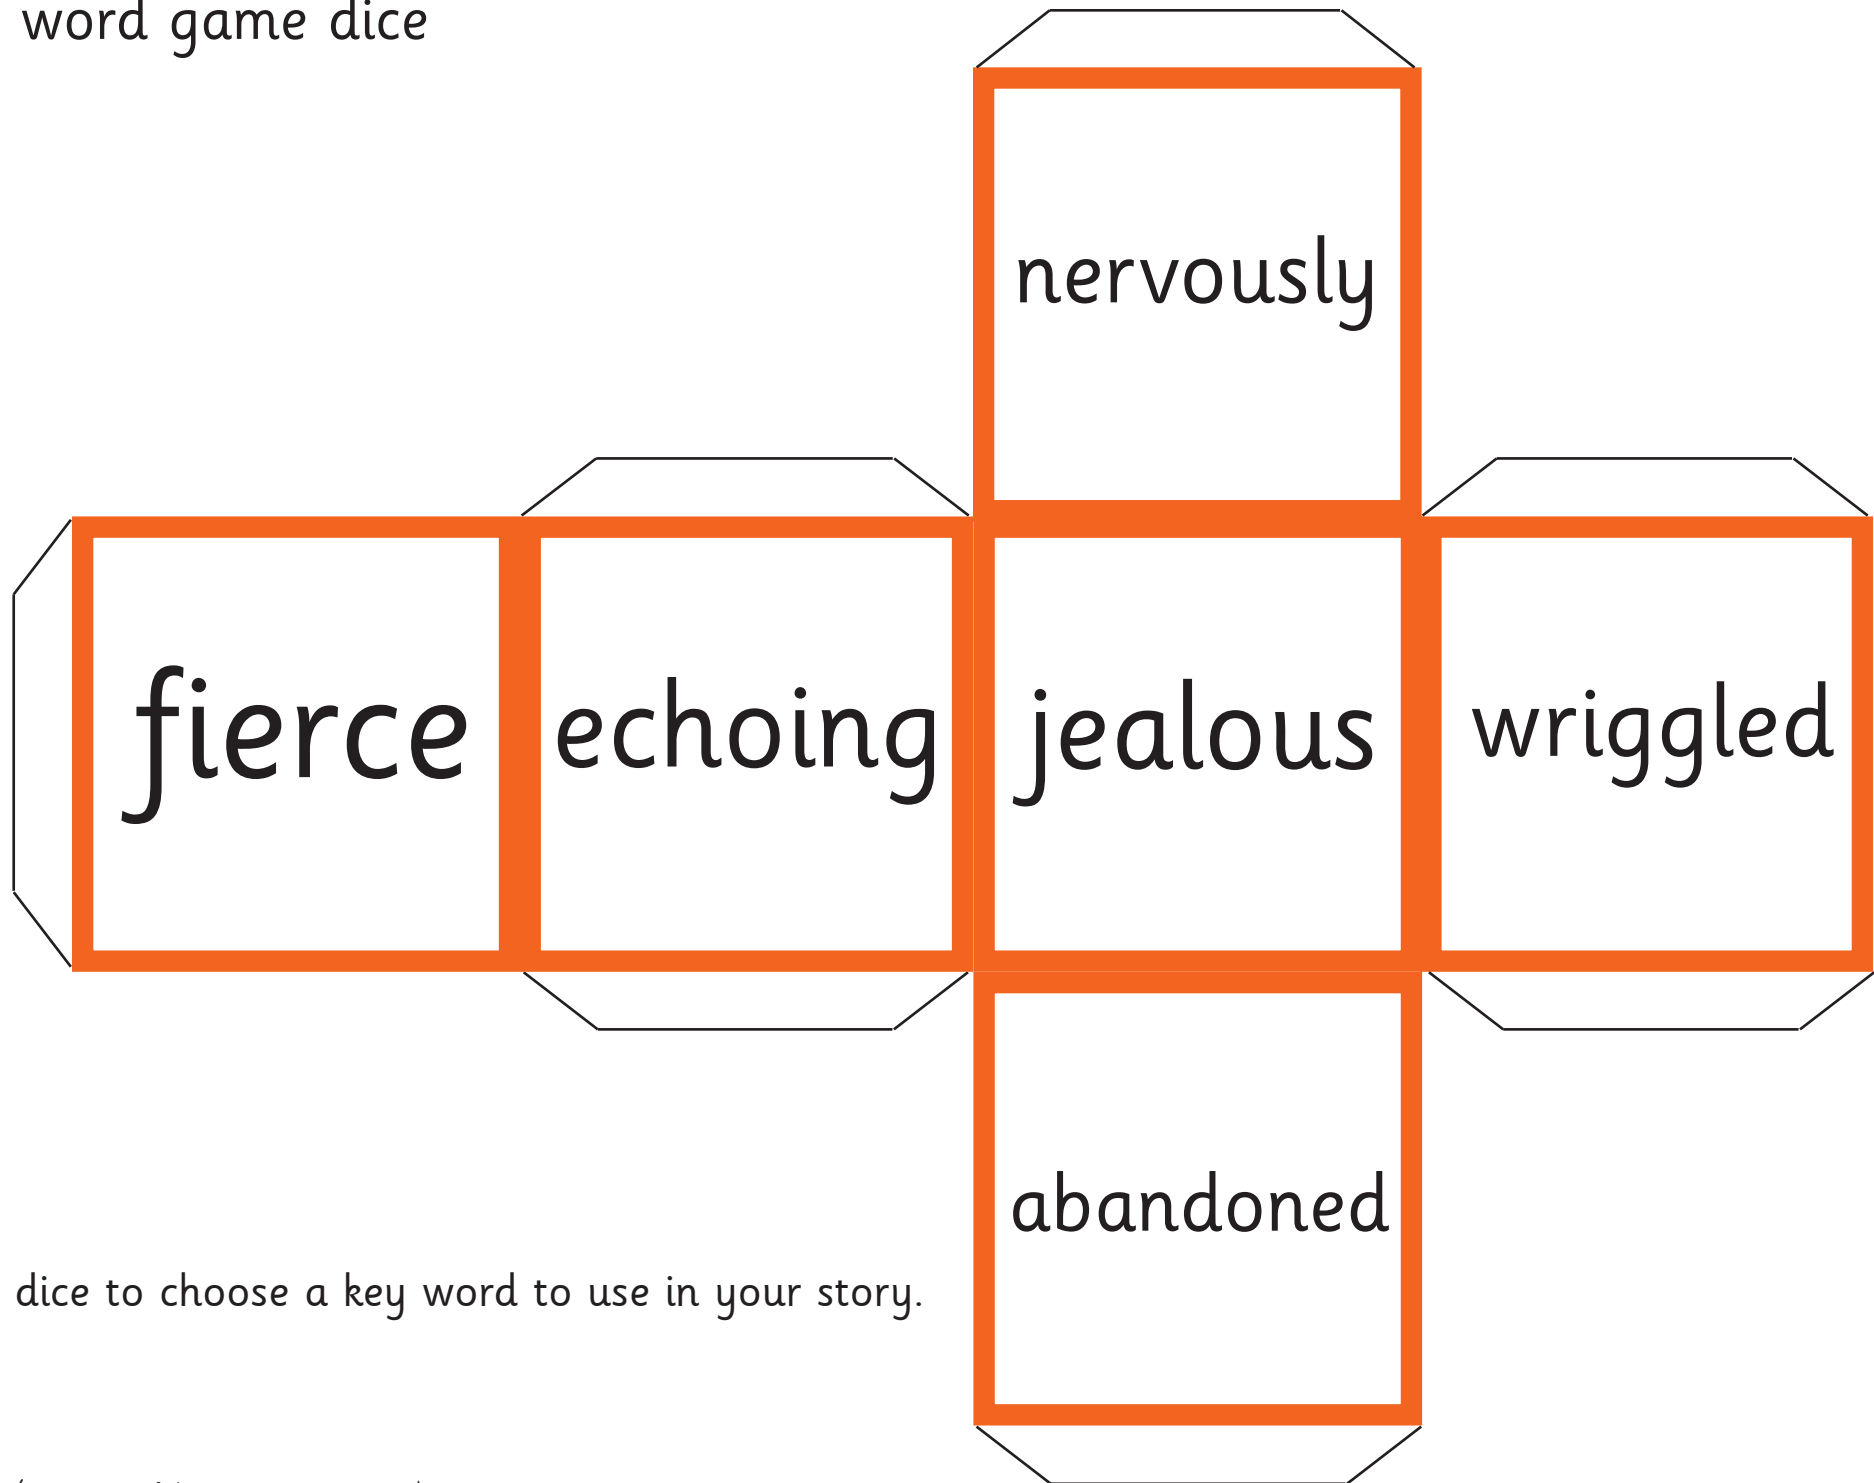 word game dice
nervously
fierce echoing jealous wriggled
abandoned
dice to choose a key word to use in your story.